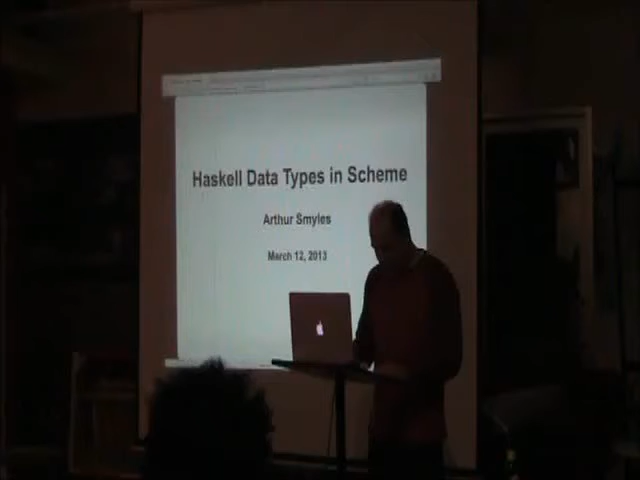 Haskell Data Types in Scheme
Arthur Smyles
March 12, 2013